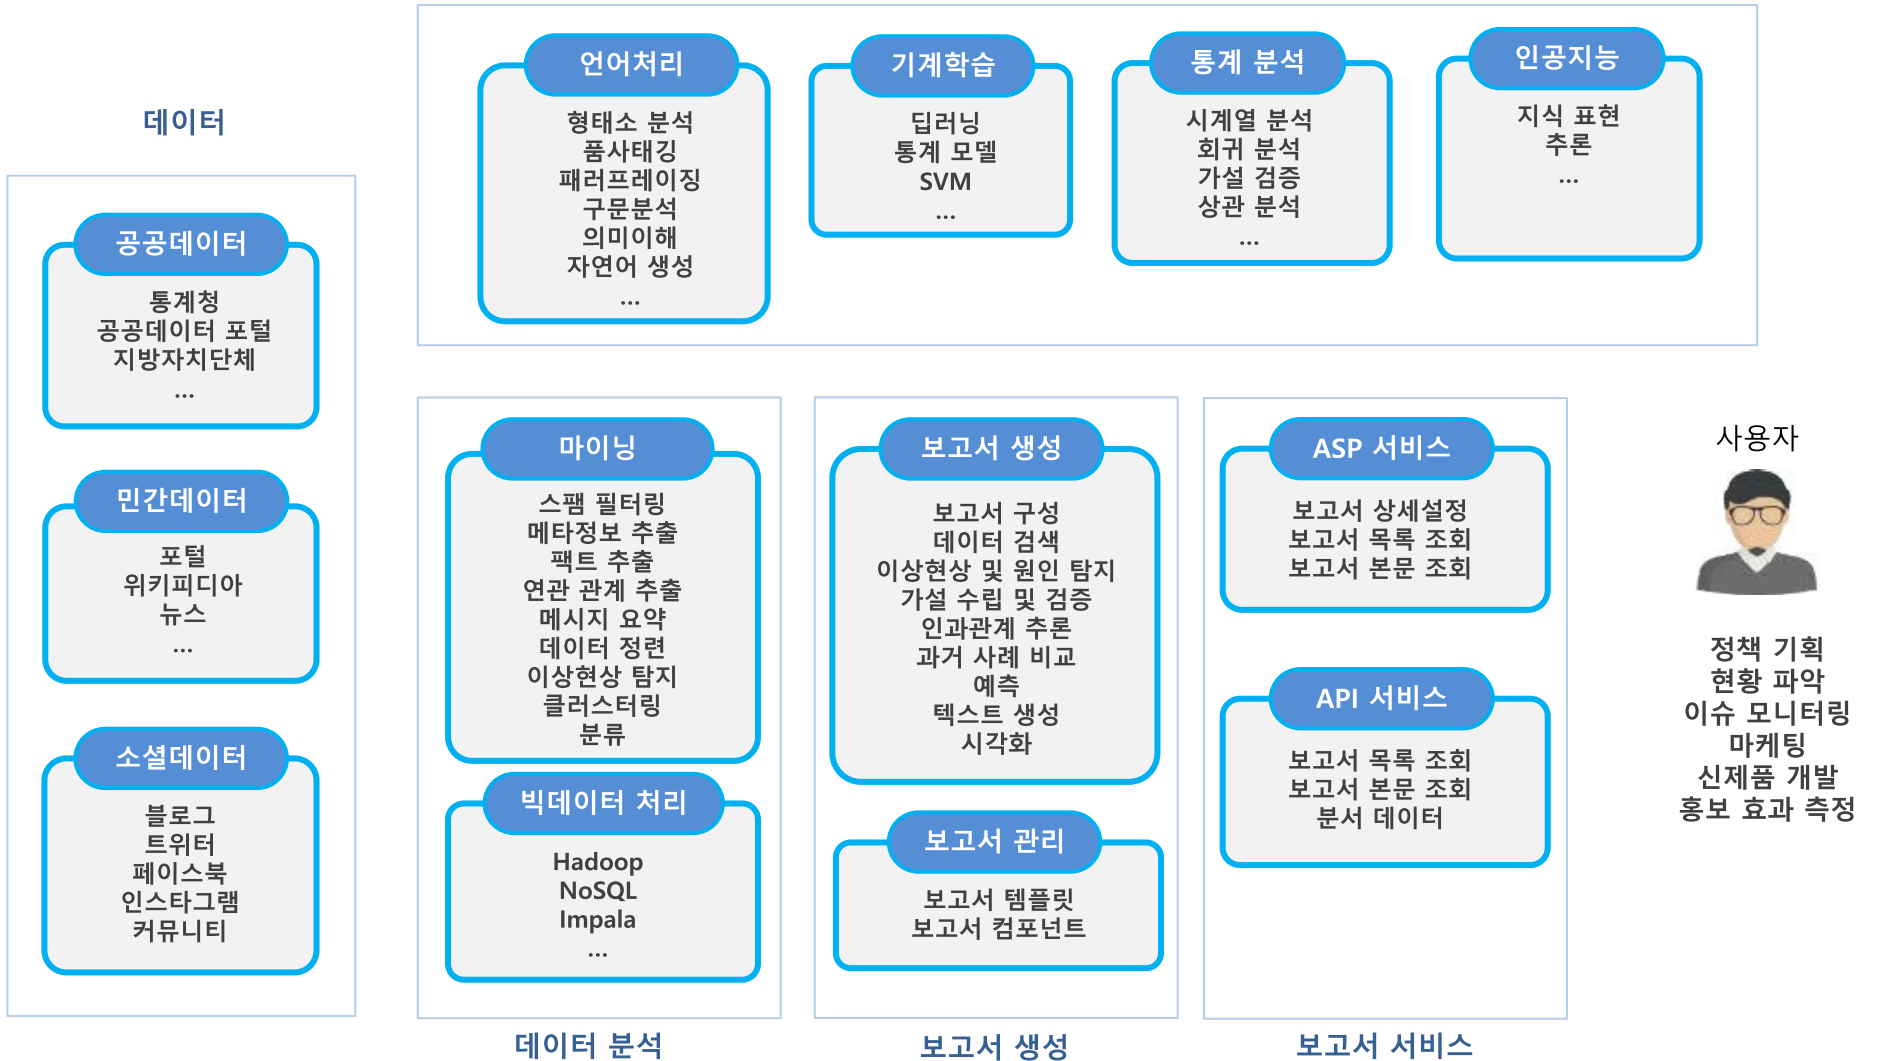 데이터
공공데이터
통계청
공공데이터 포털
지방자치단체
...
민간데이터
포털
위키피디아
뉴스
...
소셜데이터
블로그
트위터
페이스북
인스타그램
커뮤니티
언어처리
형태소 분석
품사태깅
패러프레이징
구문분석
의미이해
자연어 생성
...
기계학습
딥러닝
통계 모델
SVM
...
통계 분석
시계열 분석
회귀 분석
가설 검증
상관 분석
...
인공지능
지식 표현
추론
...
마이닝
스팸 필터링
메타정보 추출
팩트 추출
연관 관계 추출
메시지 요약
데이터 정련
이상현상 탐지
클러스터링
분류
빅데이터 처리
Hadoop
NoSQL
Impala
...
데이터 분석
보고서 생성
보고서 구성
데이터 검색
이상현상 및 원인 탐지
가설 수립 및 검증
인과관계 추론
과거 사례 비교
예측
텍스트 생성
시각화
보고서 관리
보고서 템플릿
보고서 컴포넌트
보고서 생성
ASP 서비스
보고서 상세설정
보고서 목록 조회
보고서 본문 조회
API 서비스
보고서 목록 조회
보고서 본문 조회
분서 데이터
보고서 서비스
사용자
정책 기획
현황 파악
이슈 모니터링
마케팅
신제품 개발
홍보 효과 측정